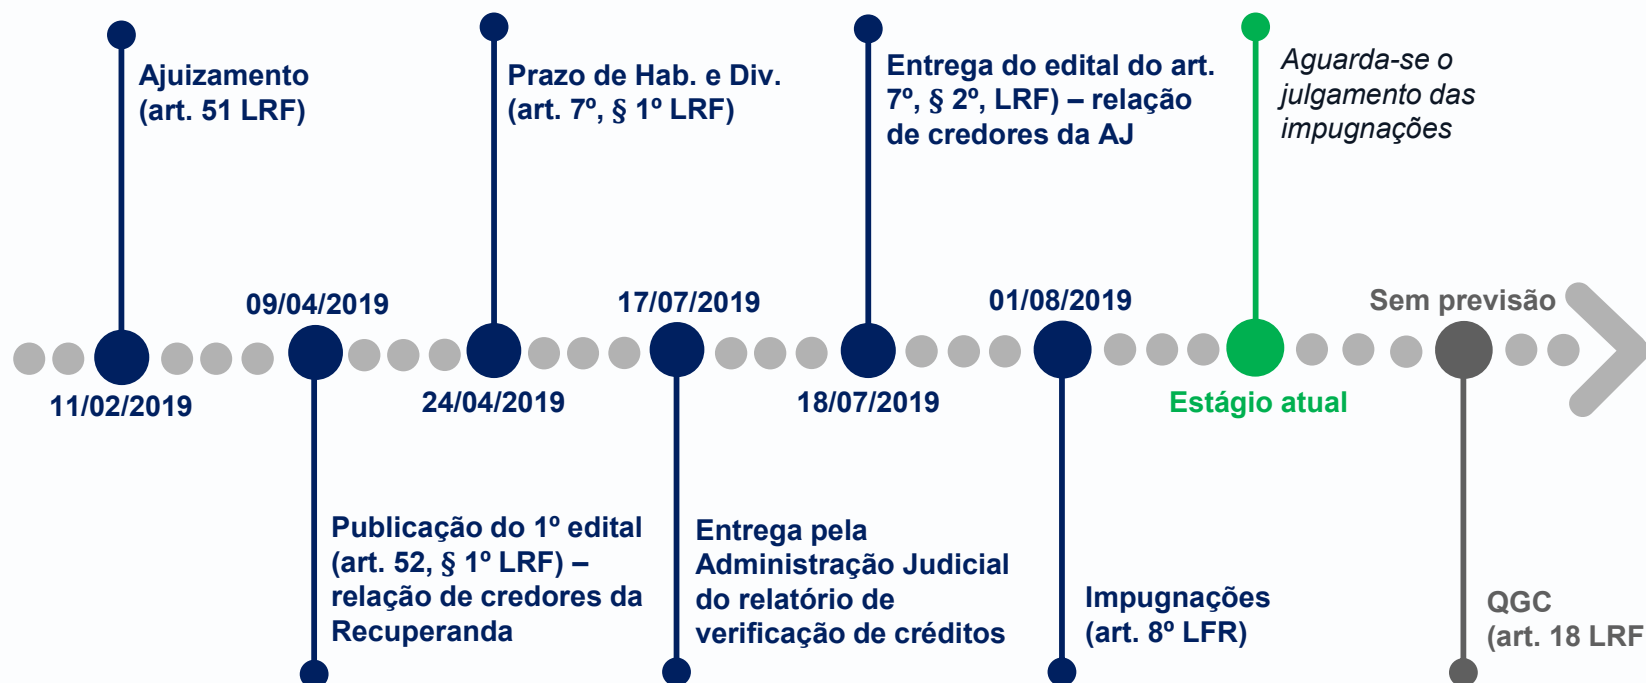 Ajuizamento
(art. 51 LRF)
11/02/2019
09/04/2019
Publicação do 1º edital
(art. 52, § 1º LRF) –
relação de credores da
Recuperanda
Prazo de Hab. e Div.
(art. 7º, § 1º LRF)
24/04/2019
17/07/2019
Entrega pela
Administração Judicial
do relatório de
verificação de créditos
Entrega do edital do art.
7º, § 2º, LRF) – relação
de credores da AJ
18/07/2019
01/08/2019
Impugnações
(art. 8º LFR)
Aguarda-se o
julgamento das
impugnações
Estágio atual
Sem previsão
QGC
(art. 18 LRF